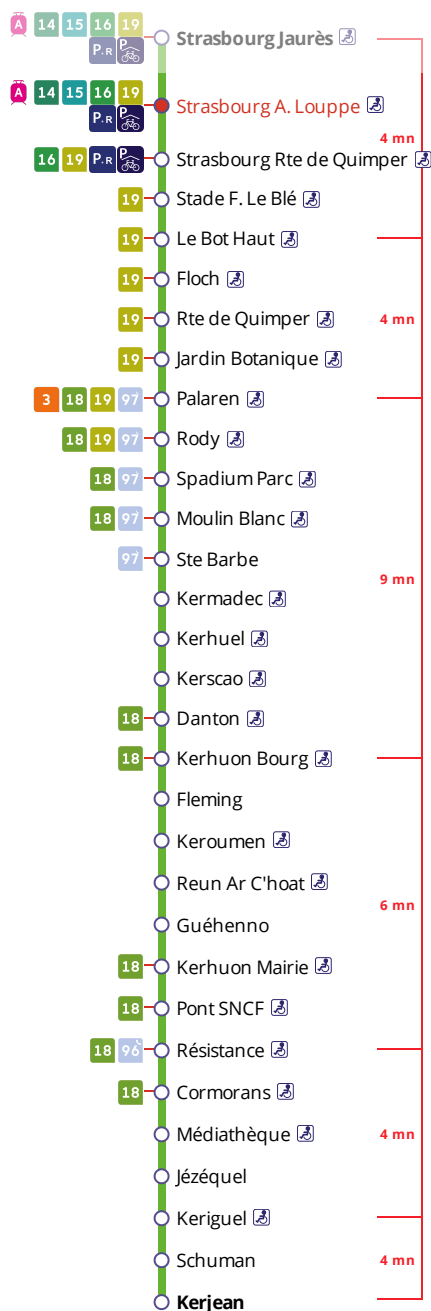 A 14 15 16 19
P.R P
Strasbourg Jaurès
A 14 15 16 19
P.R P
Strasbourg A. Louppe
4 mn
16 19 P.R P Strasbourg Rte de Quimper
19 Stade F. Le Blé
19 Le Bot Haut
19 Floch
19 Rte de Quimper 4 mn
19 Jardin Botanique
3 18 19 97 Palaren
18 19 97 Rody
18 97 Spadium Parc
18 97 Moulin Blanc
97 Ste Barbe
9 mn
Kermadec
Kerhuel
Kerscao
18 Danton
18 Kerhuon Bourg
Fleming
Keroumen
Reun Ar C'hoat
6 mn
Guéhenno
18 Kerhuon Mairie
18 Pont SNCF
18 96 Résistance
18 Cormorans
Médiathèque 4 mn
Jézéquel
Keriguel
Schuman 4 mn
Kerjean